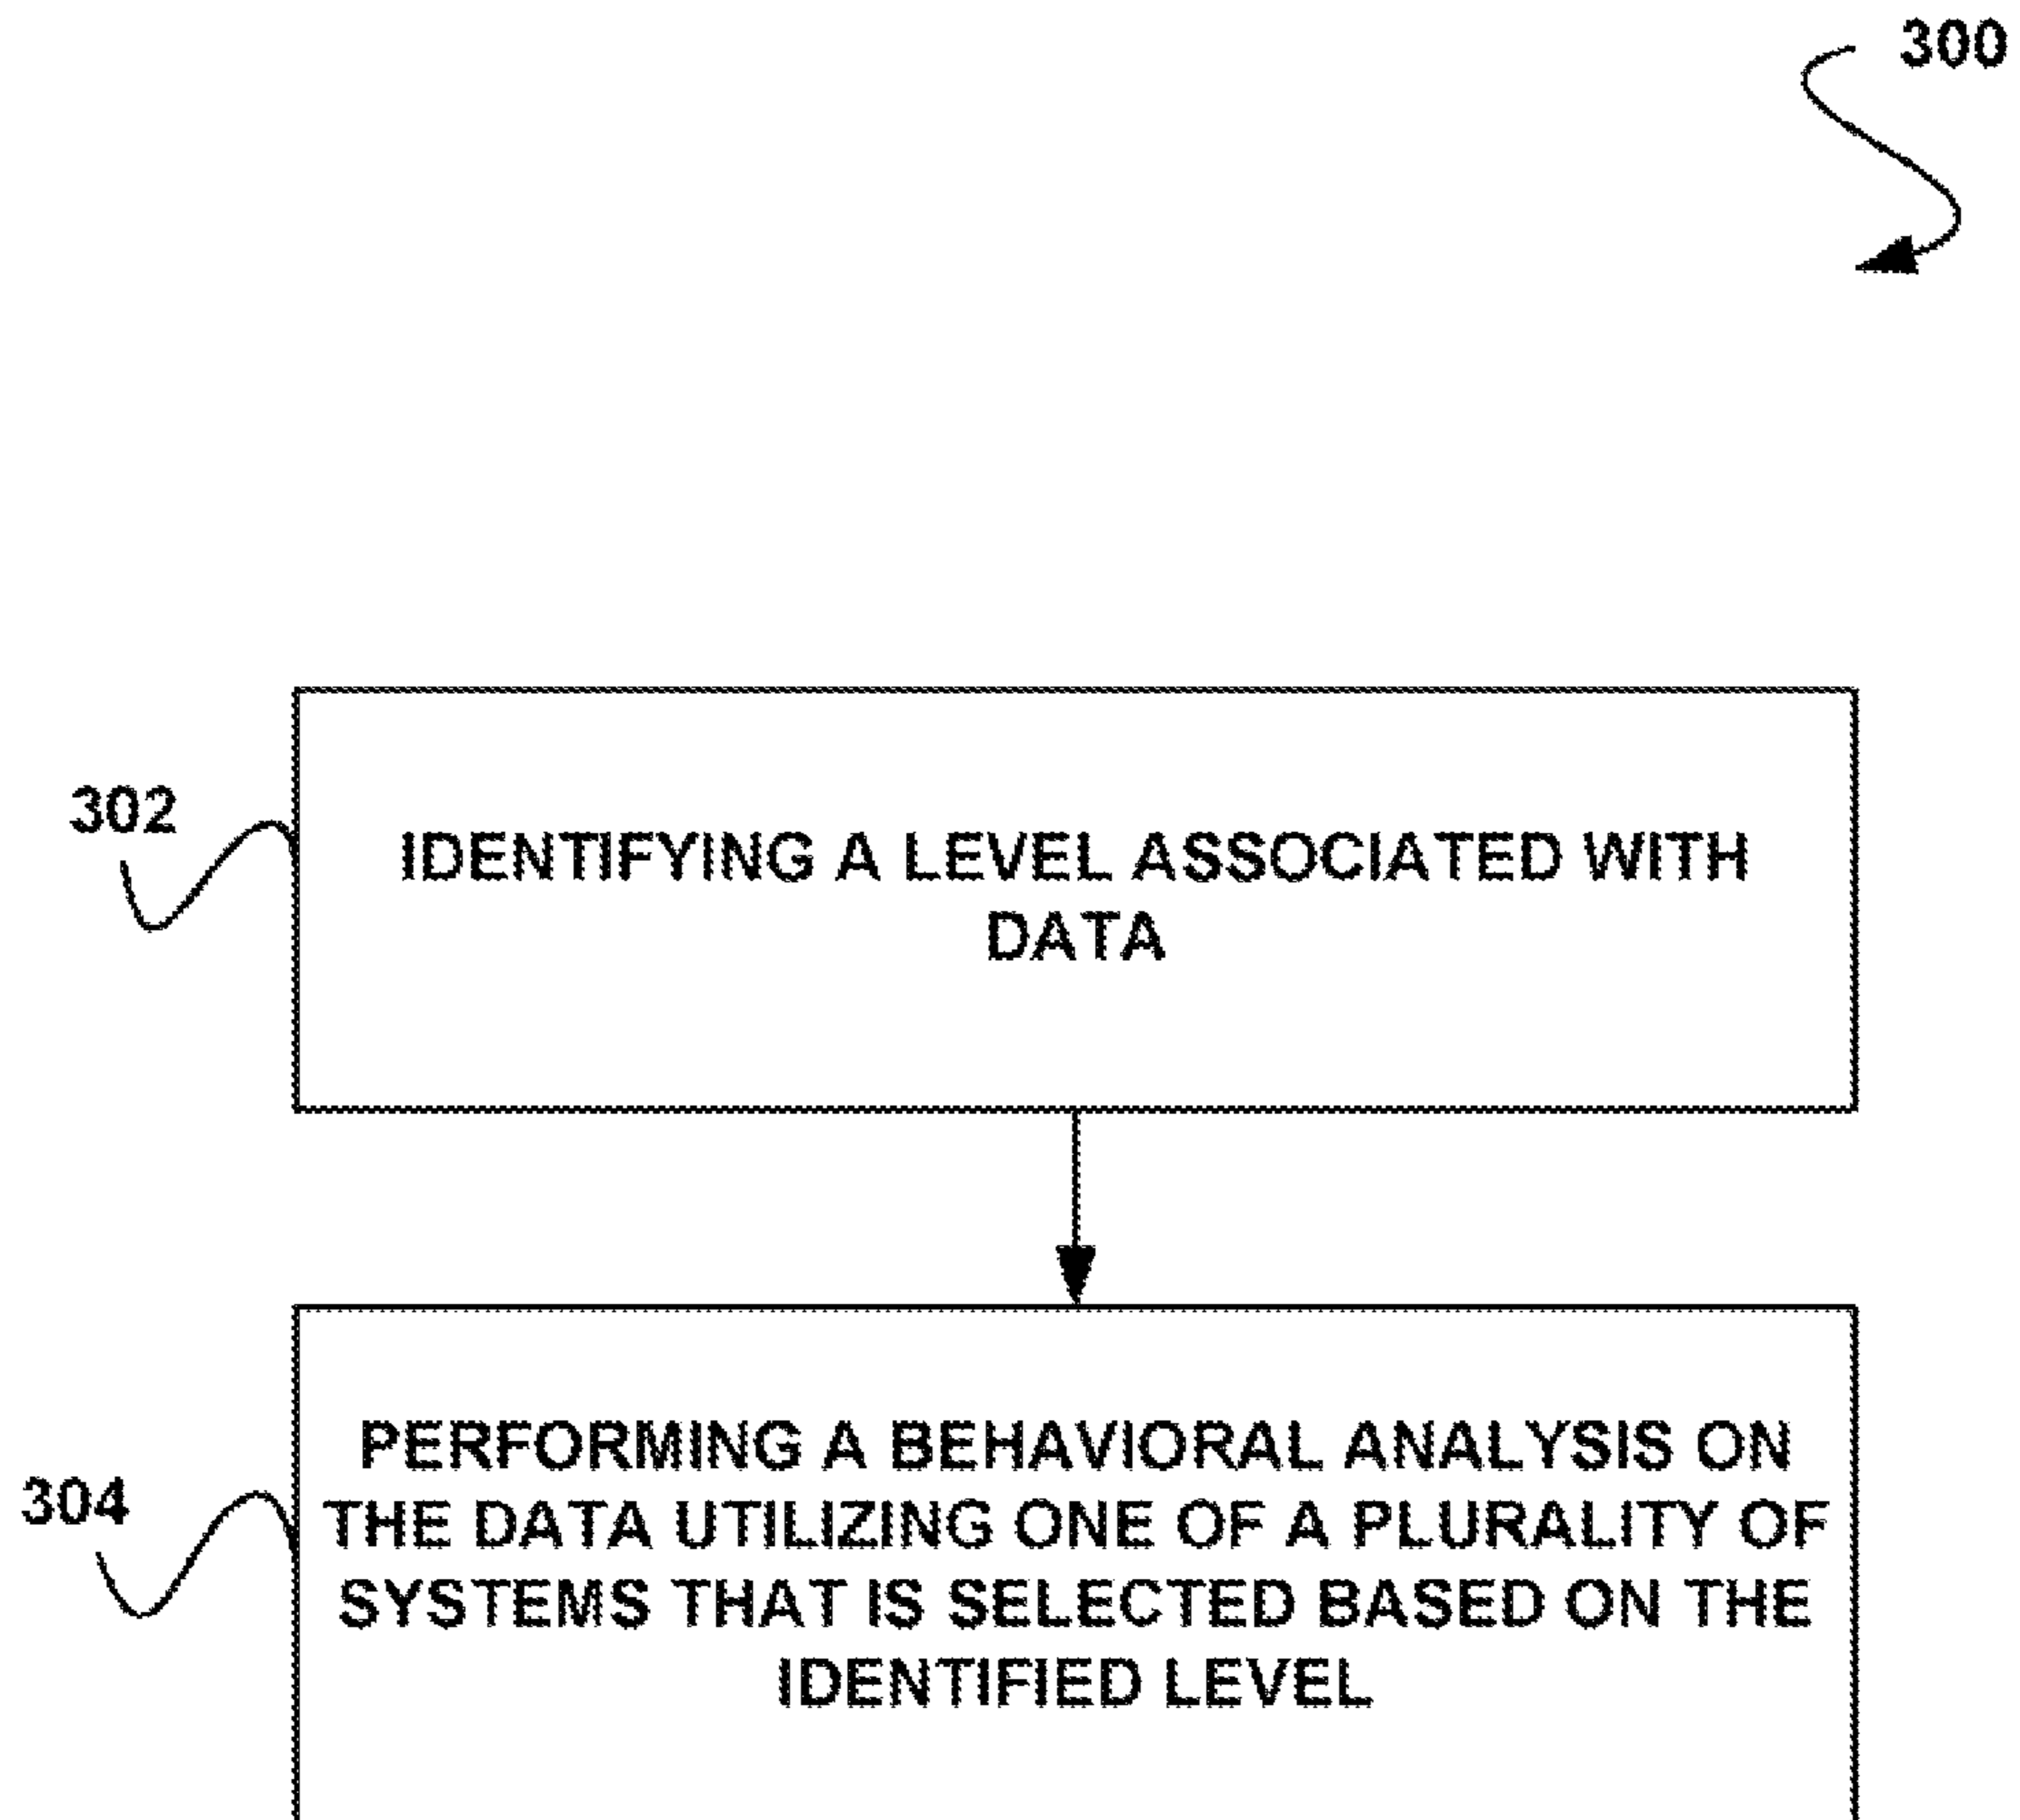 300
302
IDENTIFYING A LEVEL ASSOCIATED WITH
DATA
304
PERFORMING A BEHAVIORAL ANALYSIS ON
THE DATA UTILIZING ONE OF A PLURALITY OF
SYSTEMS THAT IS SELECTED BASED ON THE
IDENTIFIED LEVEL